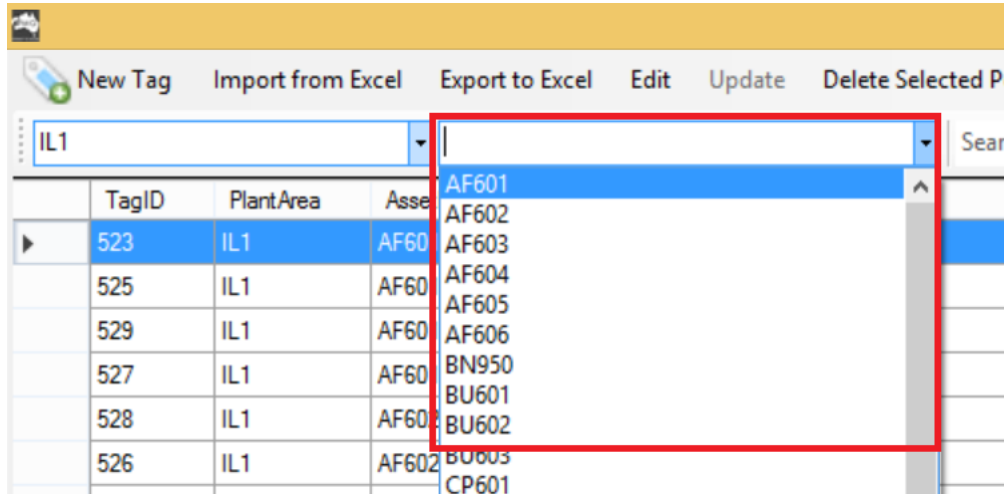 New Tag Import from Excel Export to Excel Edit Update Delete Selected P
IL1 Sear
TagID PlantArea Asse
523 IL1 AF60
525 IL1 AF60
529 IL1 AF60
527 IL1 AF60
528 IL1 AF602
526 IL1 AF602
AF601
AF602
AF603
AF604
AF605
AF606
BN950
BU601
BU602
BU603
CP601